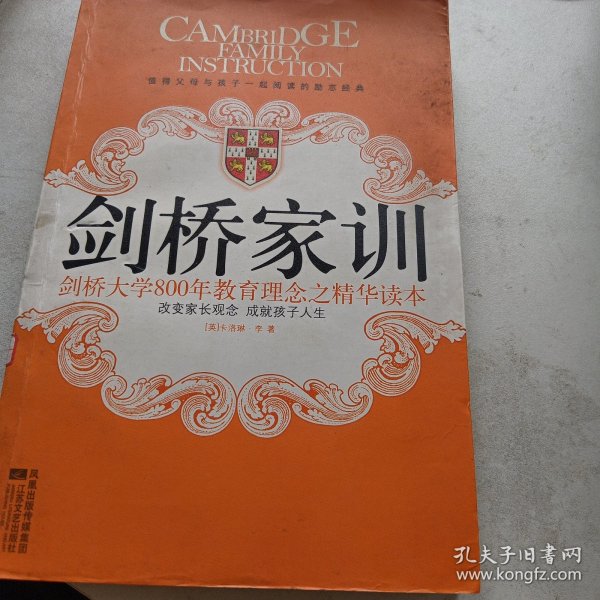 CAMBRIDGE
FAMILY
INSTRUCTION
值得父母与孩子一起阅读的励志经典
剑桥家训
剑桥大学800年教育理念之精华读本
改变家长观念 成就孩子人生
[英]卡洛琳·李 著
凤凰出版传媒集团
江苏文艺出版社
孔夫子旧书网
www.kongfz.com